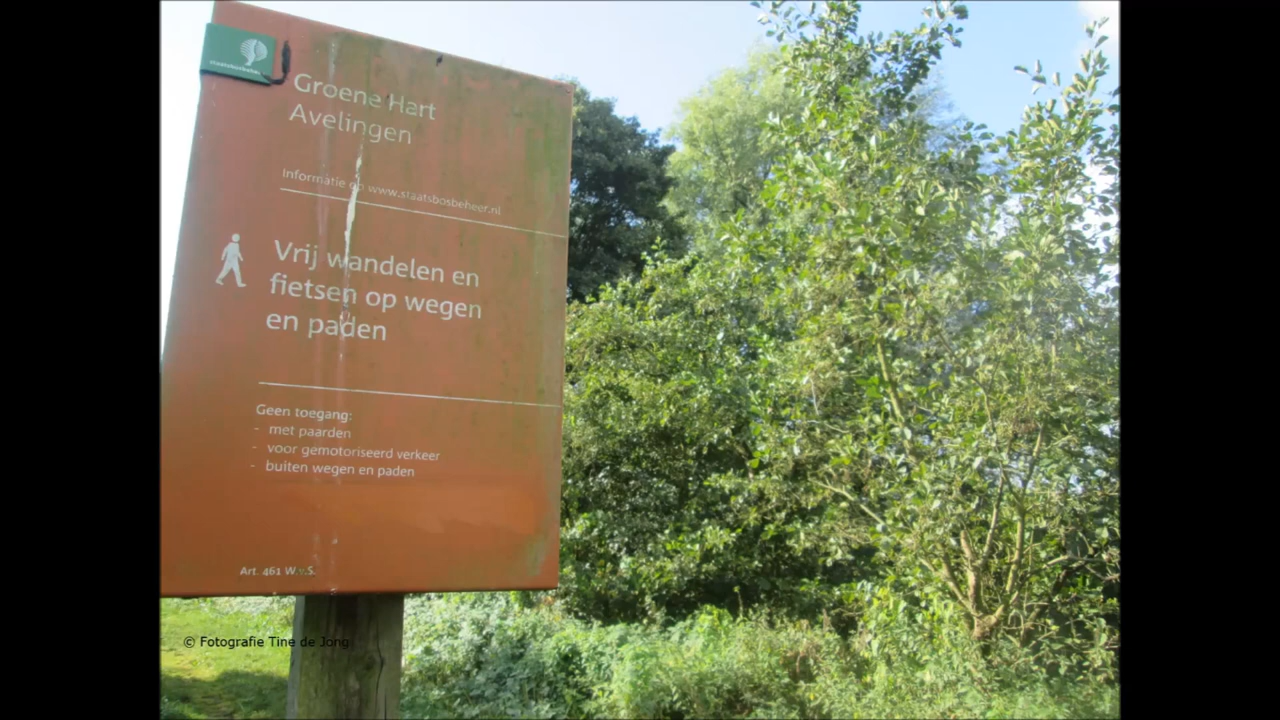 staatsbosbeheer
Groene Hart
Avelingen
Informatie op www.staatsbosbeheer.nl
Vrij wandelen en
fietsen op wegen
en paden
Geen toegang:
- met paarden
- voor gemotoriseerd verkeer
- buiten wegen en paden
Art. 461 W.v.S.
© Fotografie Tine de Jong